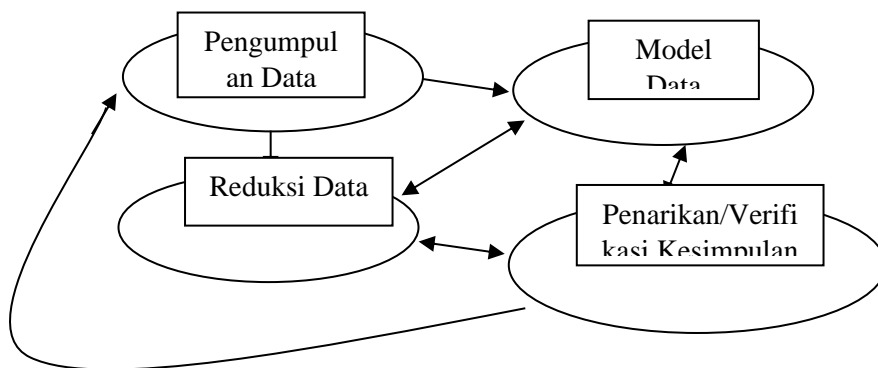 Pengumpul
an Data
Model
Data
Reduksi Data
Penarikan/Verifi
kasi Kesimpulan